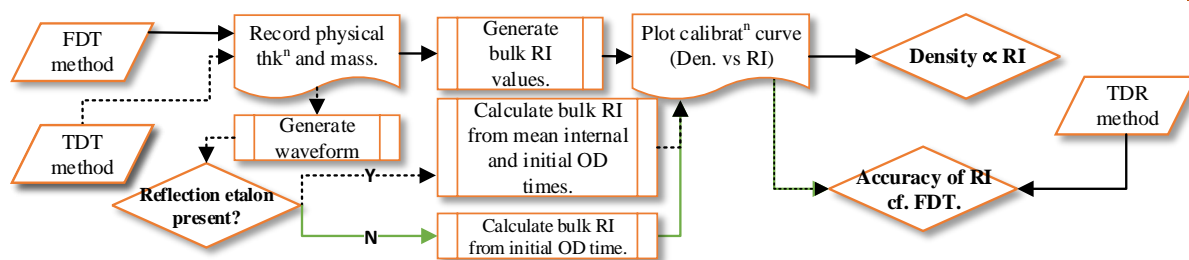 FDT
method
Record physical
thkⁿ and mass.
Generate
bulk RI
values.
Plot calibratⁿ curve
(Den. vs RI)
Density ∝ RI
TDT
method
Generate
waveform
Calculate bulk RI
from mean internal
and initial OD
times.
TDR
method
Reflection etalon
present?
Y
N
Calculate bulk RI
from initial OD time.
Accuracy of RI
cf. FDT.